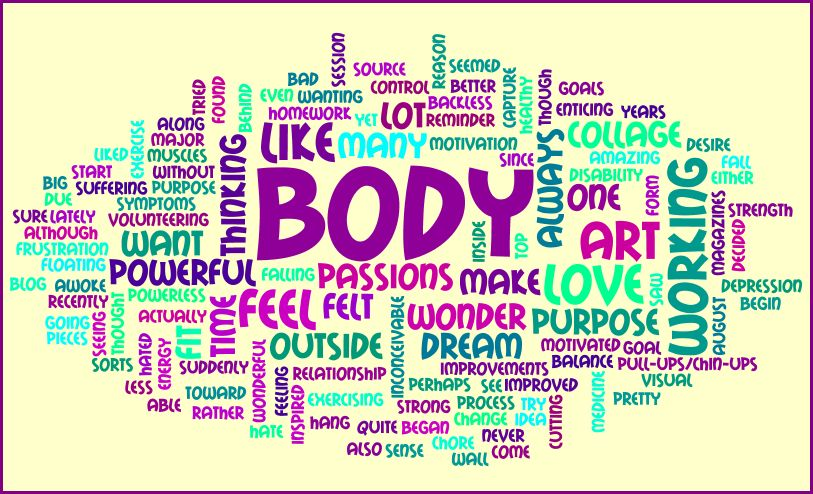 BODY
LIKE
MANY
LOT
THINKING
ALWAYS
COLLAGE
WORKING
ONE
ART
LOVE
MAKE
PASSIONS
POWERFUL
WANT
FEEL
FELT
TIME
FIT
OUTSIDE
WONDER
DREAM
PURPOSE
SESSION
SOURCE
REASON
SEEMED
BAD
CONTROL
BETTER
CAPTURE
HEALTHY
THOUGH
GOALS
EVEN
WANTING
BACKLESS
ENTICING
YEARS
TRIED
FOUND
BEHIND
HOMEWORK
YET
REMINDER
MOTIVATION
SINCE
ALONG
MAJOR
EXERCISE
LIKED
MUSCLES
START
WITHOUT
BIG
SUFFERING
PURPOSE
DUE
SYMPTOMS
SURE
LATELY
VOLUNTEERING
ALTHOUGH
FRUSTRATION
FLOATING
BLOG
AWOKE
POWERLESS
RECENTLY
THOUGHT
ACTUALLY
GOING
PIECES
SEEING
SORTS
HATED
ENERGY
SUDDENLY
LESS
TOWARD
ABLE
RATHER
WONDERFUL
FEELING
RELATIONSHIP
HATE
INSPIRED
EXERCISING
HANG
QUITE
BEGAN
ALSO
SENSE
INCONCEIVABLE
FALLING
INSIDE
TOP
AMAZING
DESIRE
DISABILITY
FALL
EITHER
FORM
MAGAZINES
STRENGTH
DECIDED
SAW
DEPRESSION
BEGIN
AUGUST
MOTIVATED
GOAL
IMPROVEMENTS
BALANCE
PULL-UPS/CHIN-UPS
PERHAPS
SEE
IMPROVED
VISUAL
MEDICINE
PRETTY
STRONG
PROCESS
TRY
CHANGE
IDEA
CUTTING
NEVER
CHORE
COME
WALL